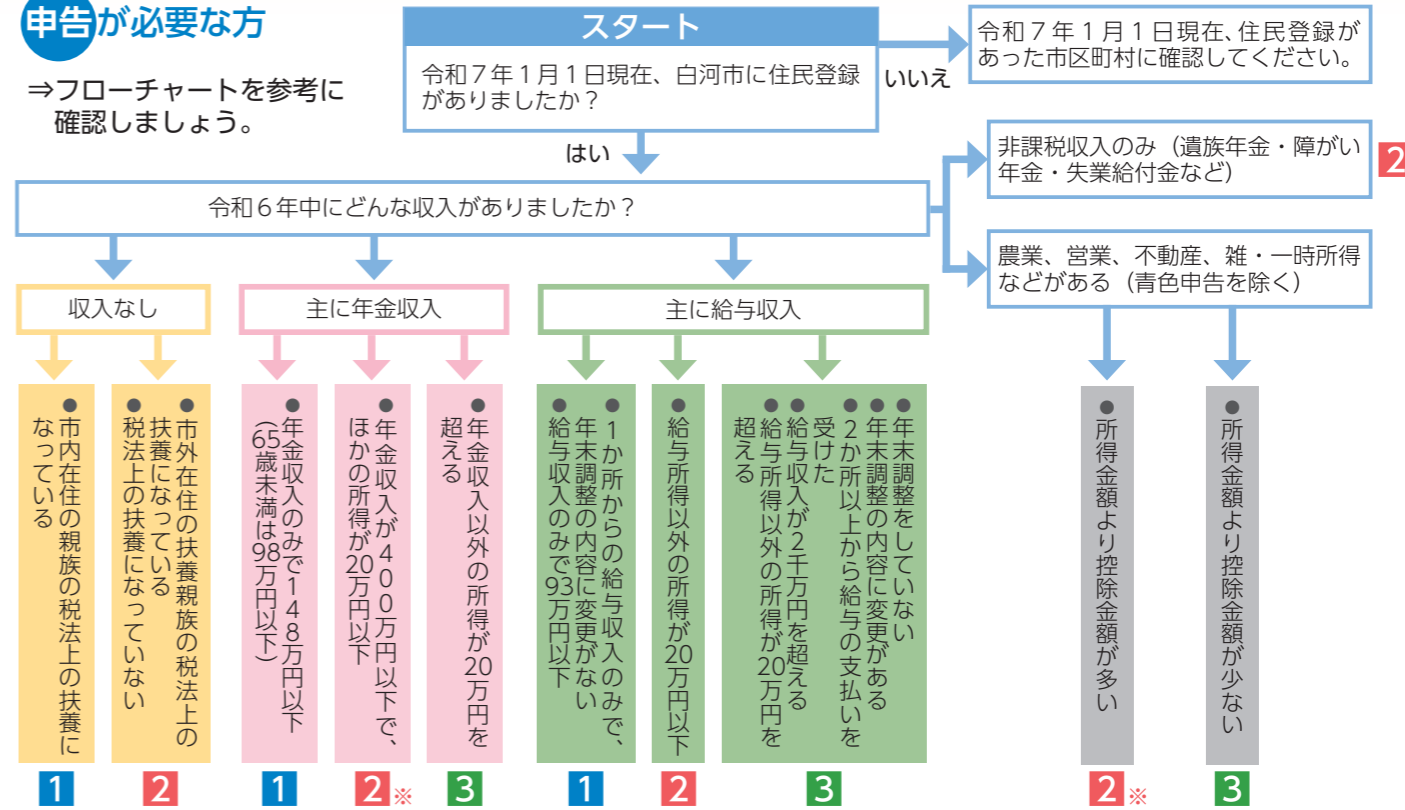 申告が必要な方
⇒フローチャートを参考に
確認しましょう。
スタート
令和７年１月１日現在、白河市に住民登録
がありましたか？
いいえ
令和７年１月１日現在、住民登録が
あった市区町村に確認してください。
はい
令和６年中にどんな収入がありましたか？
非課税収入のみ（遺族年金・障がい
年金・失業給付金など）
2
農業、営業、不動産、雑・一時所得
などがある（青色申告を除く）
収入なし
主に年金収入
主に給与収入
●市内在住の親族の税法上の扶養に
なっている
1
●市外在住の扶養親族の税法上の
扶養になっている
●税法上の扶養になっていない
2
●年金収入のみで148万円以下
（65歳未満は98万円以下）
1
●年金収入が400万円以下で、
ほかの所得が20万円以下
2※
●年金収入以外の所得が20万円を
超える
3
●１か所からの給与収入のみで、
年末調整の内容に変更がない
●給与収入のみで93万円以下
1
●給与所得以外の所得が20万円以下
2
●年末調整をしていない
●年末調整の内容に変更がある
●２か所以上から給与の支払いを
受けた
●給与収入が２千万円を超える
●給与所得以外の所得が20万円を
超える
3
●所得金額より控除金額が多い
2※
●所得金額より控除金額が少ない
3